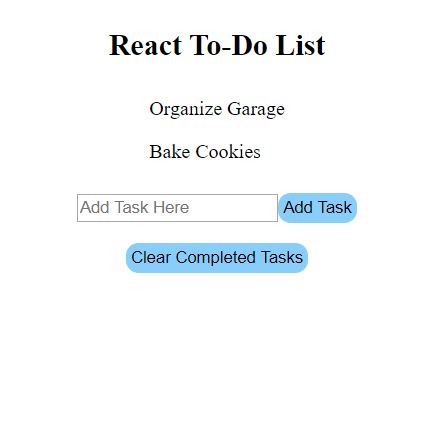 React To-Do List
Organize Garage
Bake Cookies
Add Task Here Add Task
Clear Completed Tasks